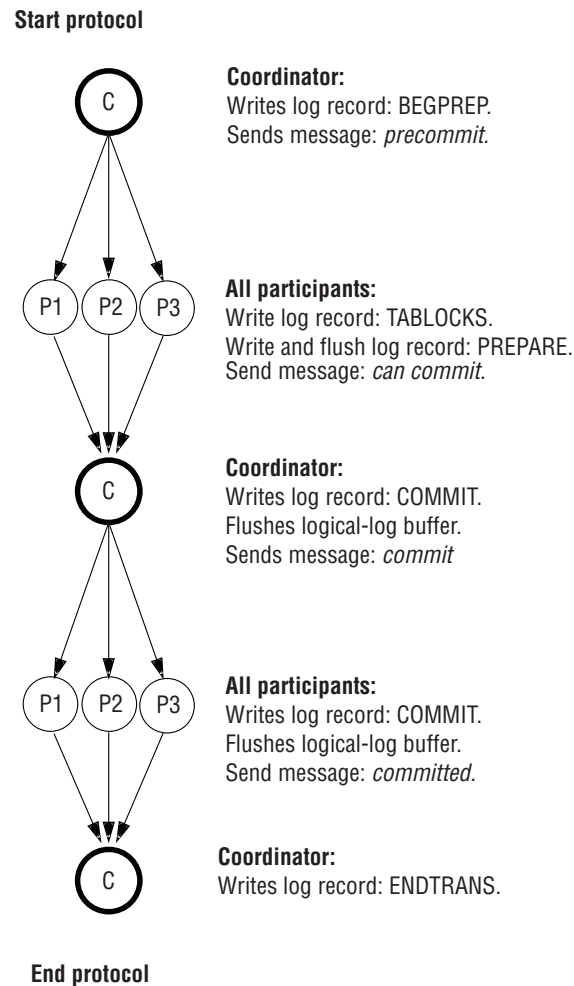 Start protocol
C
Coordinator:
Writes log record: BEGPREP.
Sends message: precommit.
P1 P2 P3
All participants:
Write log record: TABLOCKS.
Write and flush log record: PREPARE.
Send message: can commit.
C
Coordinator:
Writes log record: COMMIT.
Flushes logical-log buffer.
Sends message: commit
P1 P2 P3
All participants:
Writes log record: COMMIT.
Flushes logical-log buffer.
Send message: committed.
C
Coordinator:
Writes log record: ENDTRANS.
End protocol